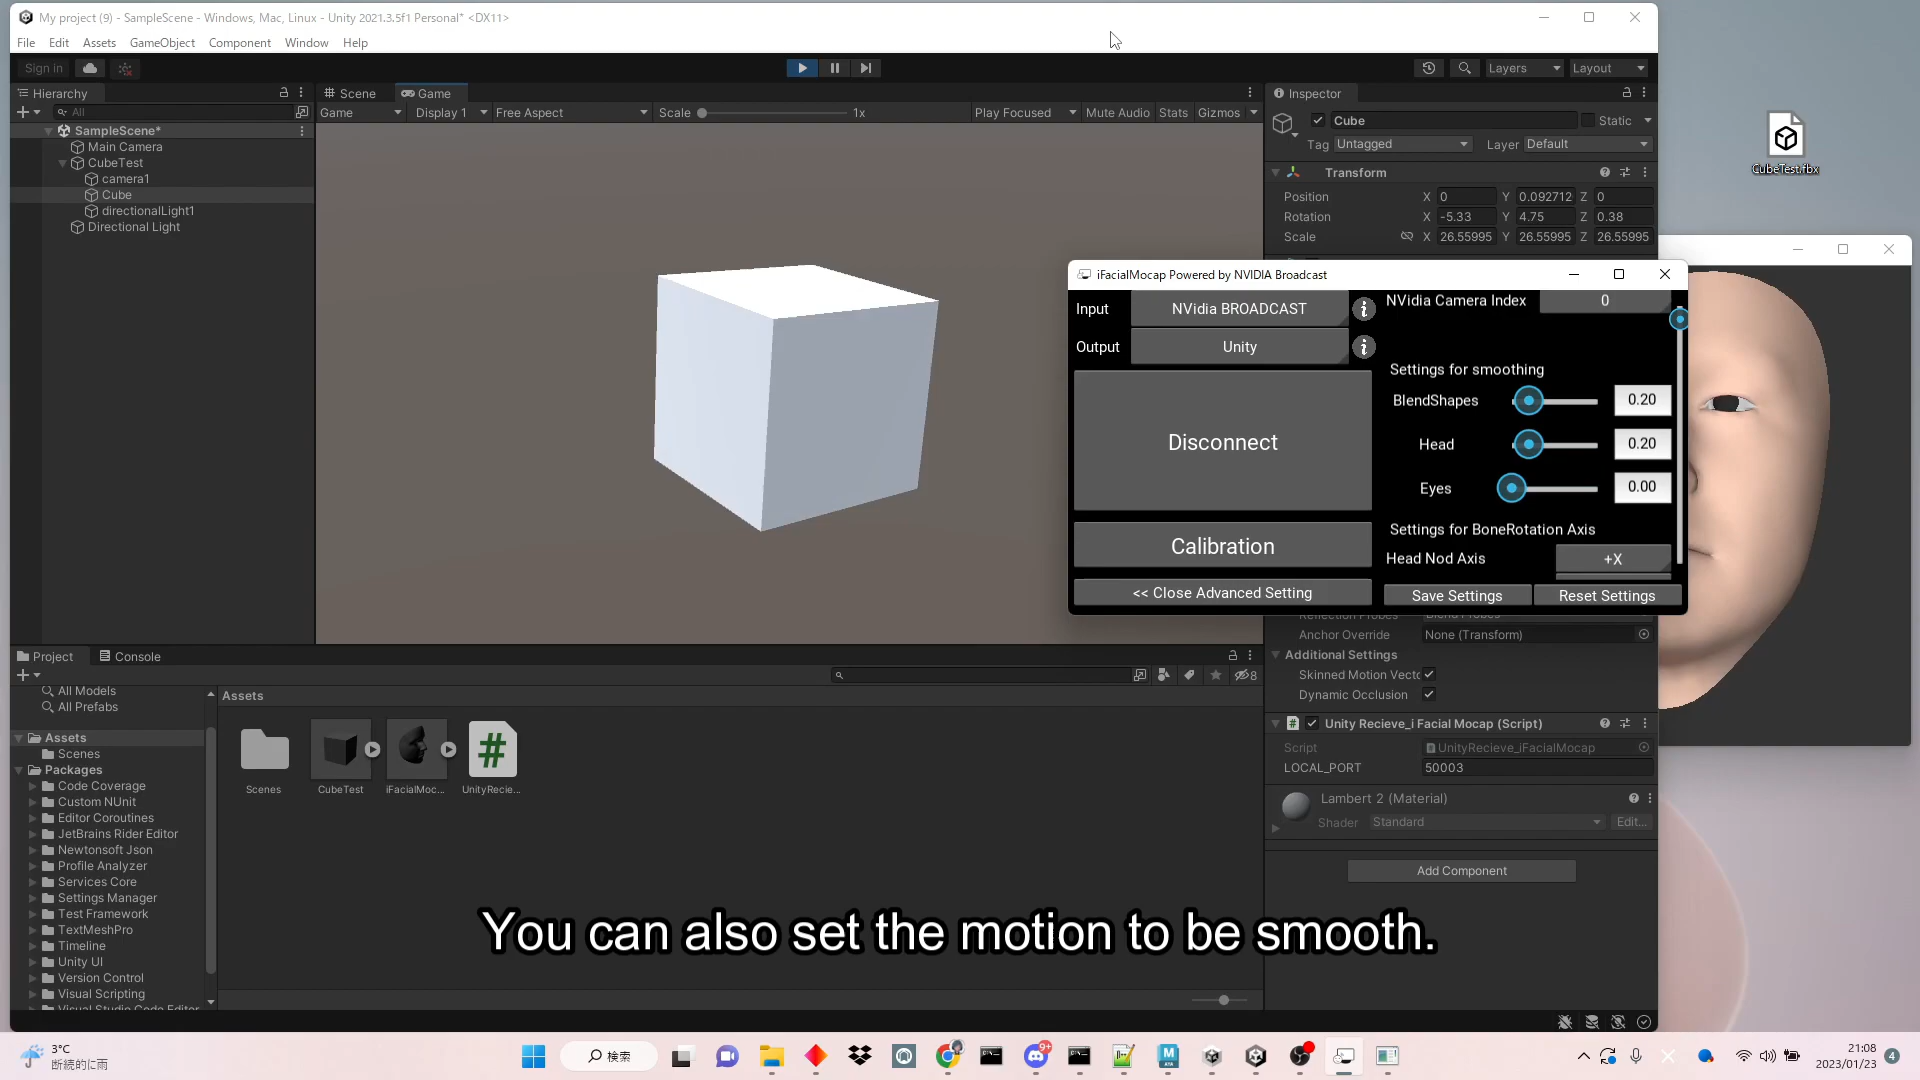 My project (9) - SampleScene - Windows, Mac, Linux - Unity 2021.3.5f1 Personal* <DX11>
File Edit Assets GameObject Component Window Help
Sign in
Layers Layout
Hierarchy
All
SampleScene*
Main Camera
CubeTest
camera1
Cube
directionalLight1
Directional Light
Scene Game
Game Display 1 Free Aspect Scale 1x Play Focused Mute Audio Stats Gizmos
Inspector
Cube Static
Tag Untagged Layer Default
Transform
Position X 0 Y 0.092712 Z 0
Rotation X -5.33 Y 4.75 Z 0.38
Scale X 26.55995 Y 26.55995 Z 26.55995
CubeTest.fbx
iFacialMocap Powered by NVIDIA Broadcast
Input NVidia BROADCAST
Output Unity
Disconnect
Calibration
<< Close Advanced Setting
NVidia Camera Index 0
Settings for smoothing
BlendShapes 0.20
Head 0.20
Eyes 0.00
Settings for BoneRotation Axis
Head Nod Axis +X
Save Settings Reset Settings
Anchor Override None (Transform)
Additional Settings
Skinned Motion Vectc
Dynamic Occlusion
Unity Recieve_i Facial Mocap (Script)
Script UnityRecieve_iFacialMocap
LOCAL_PORT 50003
Lambert 2 (Material)
Shader Standard Edit...
Add Component
Project Console
8
All Models
All Prefabs
Assets
Scenes
Packages
Code Coverage
Custom NUnit
Editor Coroutines
JetBrains Rider Editor
Newtonsoft Json
Profile Analyzer
Services Core
Settings Manager
Test Framework
TextMeshPro
Timeline
Unity UI
Version Control
Visual Scripting
Visual Studio Code Editor
Assets
Scenes CubeTest iFacialMoc... UnityRecie...
You can also set the motion to be smooth.
3°C
断続的に雨
検索
9+
21:08
2023/01/23
4